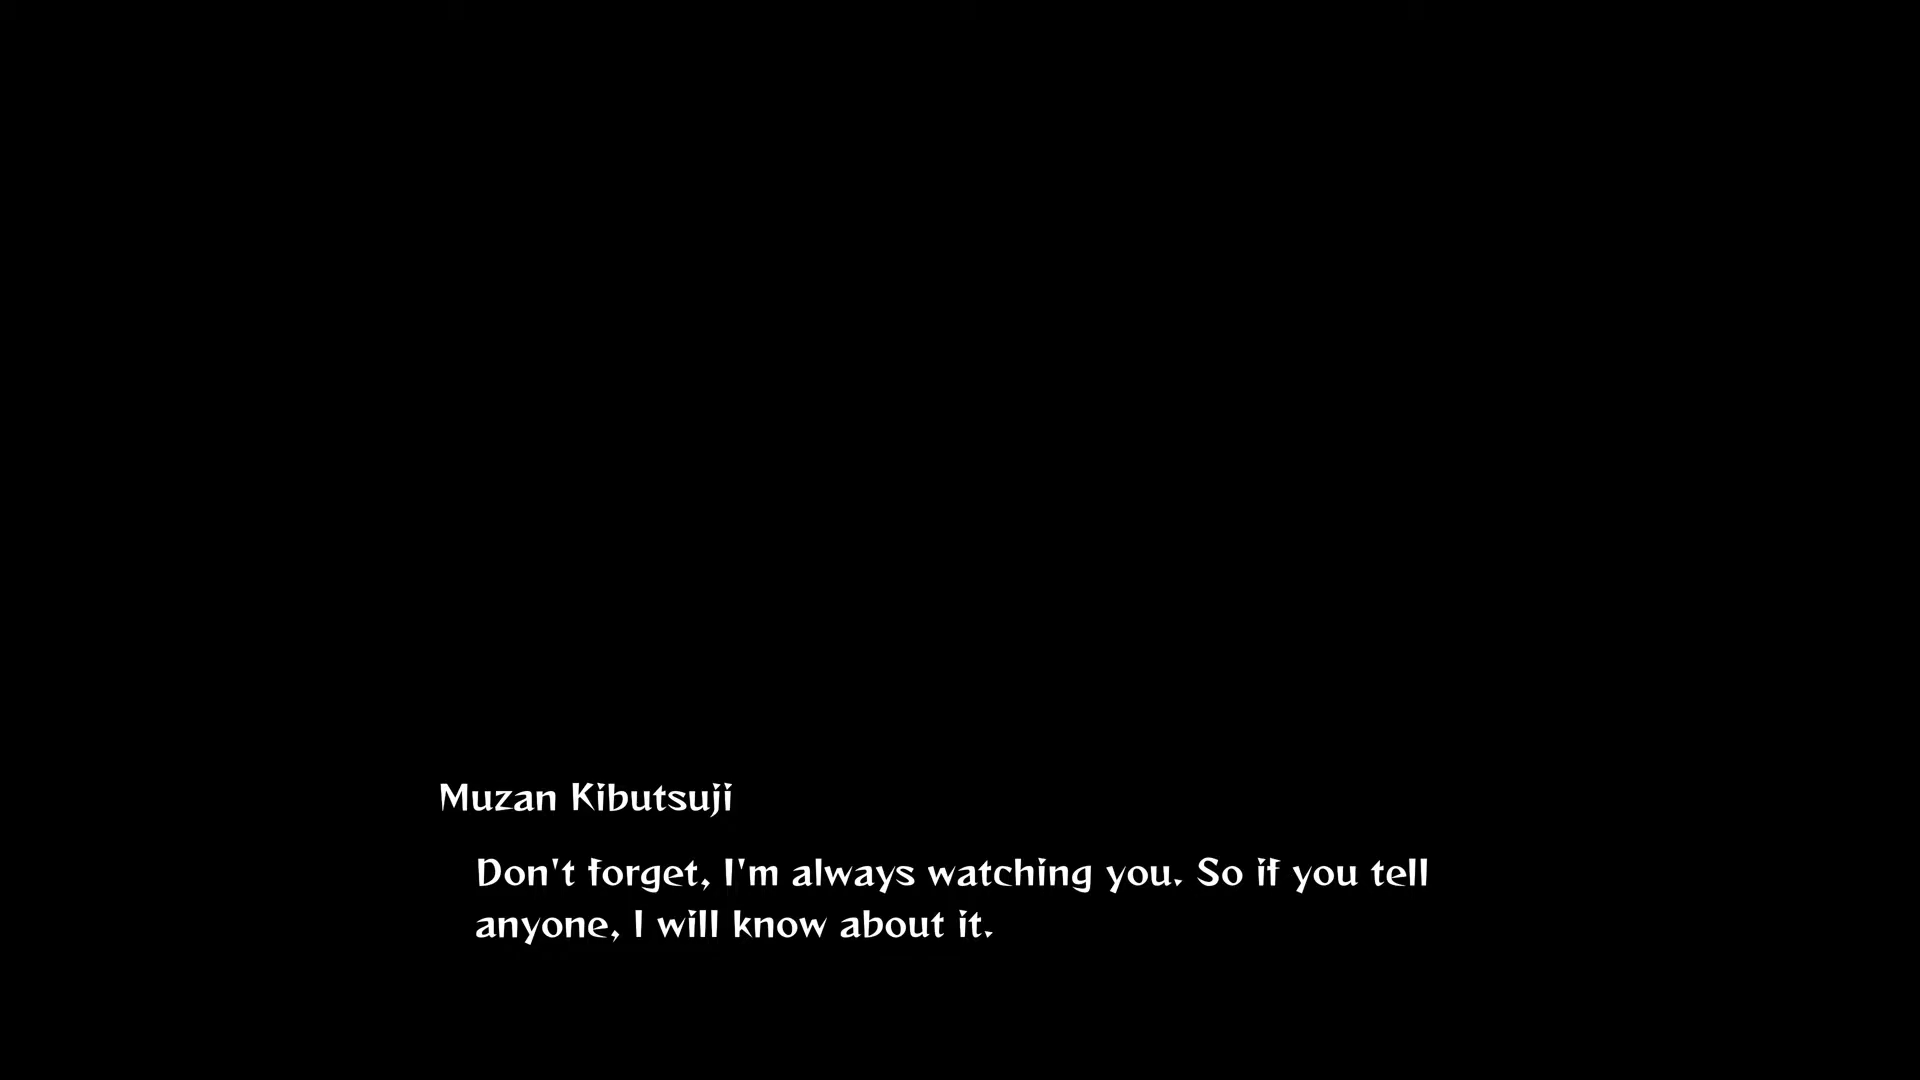 Muzan Kibutsuji
Don't forget, I'm always watching you. So if you tell
anyone, I will know about it.